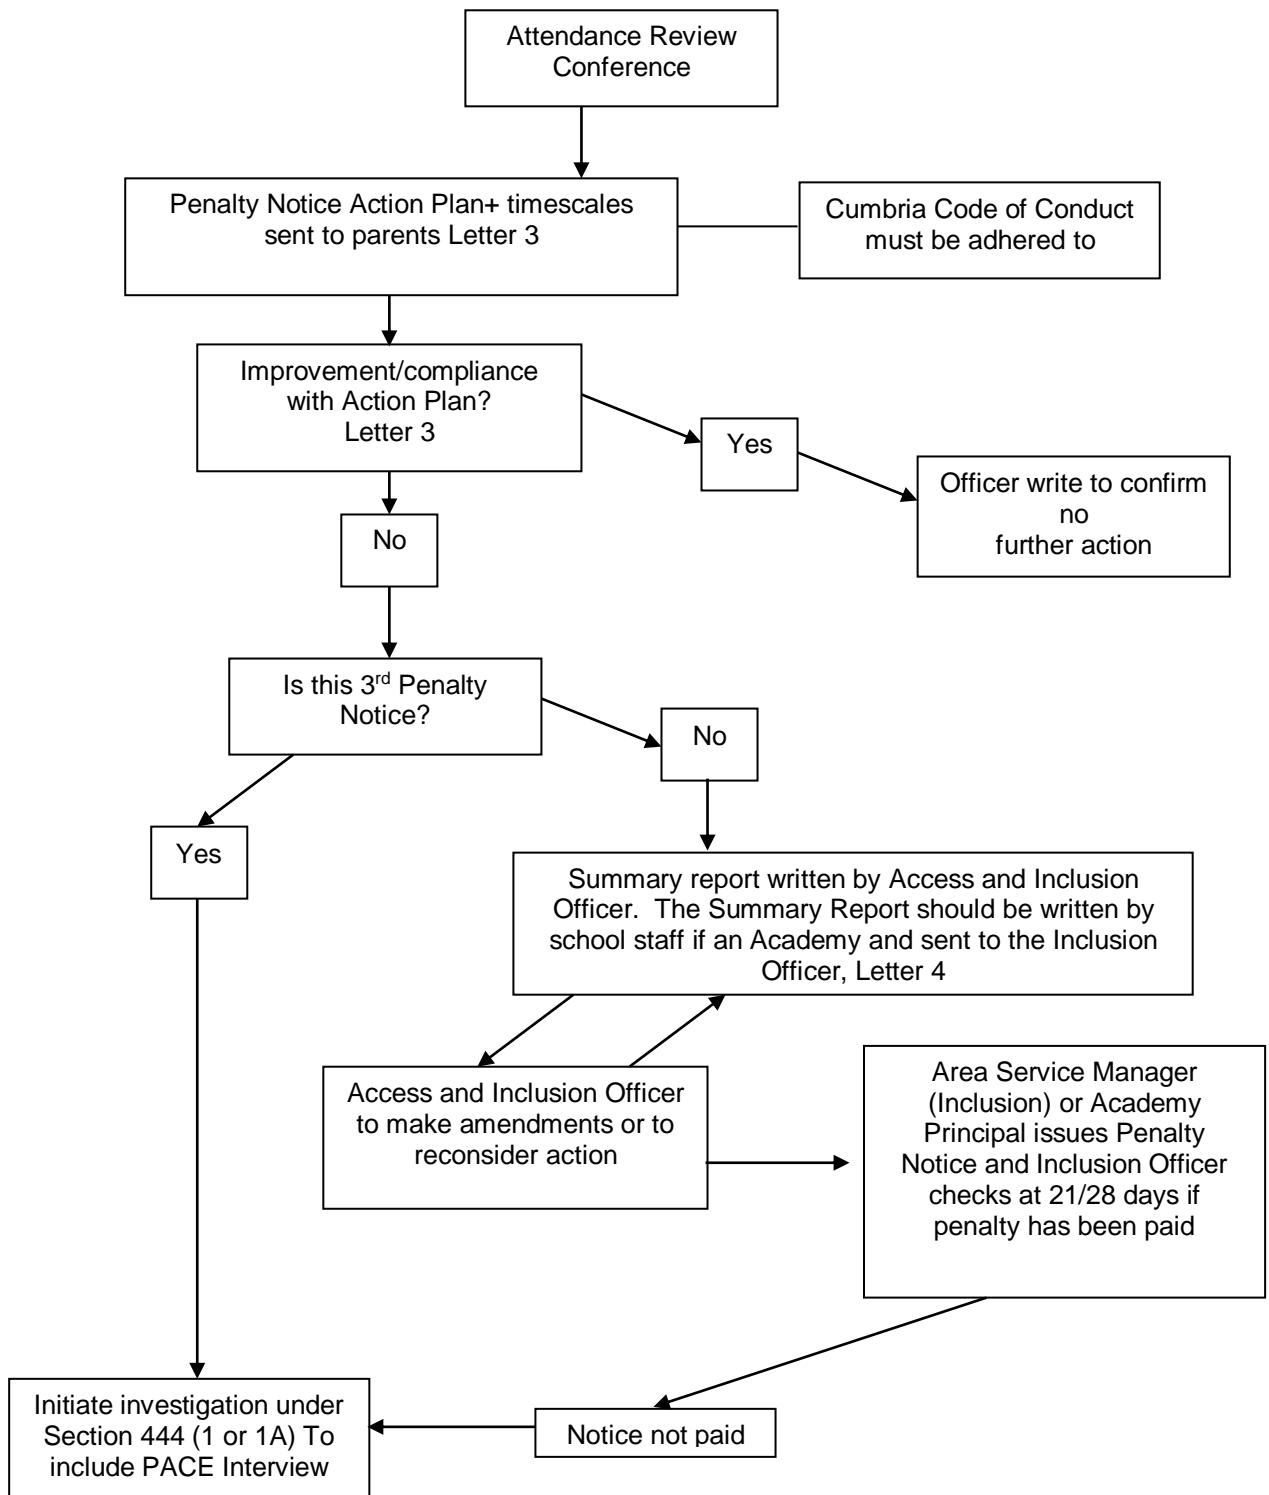 Attendance Review
Conference
Penalty Notice Action Plan+ timescales
sent to parents Letter 3
Cumbria Code of Conduct
must be adhered to
Improvement/compliance
with Action Plan?
Letter 3
Yes
Officer write to confirm
no
further action
No
Is this 3rd Penalty
Notice?
No
Yes
Summary report written by Access and Inclusion
Officer.  The Summary Report should be written by
school staff if an Academy and sent to the Inclusion
Officer, Letter 4
Access and Inclusion Officer
to make amendments or to
reconsider action
Area Service Manager
(Inclusion) or Academy
Principal issues Penalty
Notice and Inclusion Officer
checks at 21/28 days if
penalty has been paid
Initiate investigation under
Section 444 (1 or 1A) To
include PACE Interview
Notice not paid